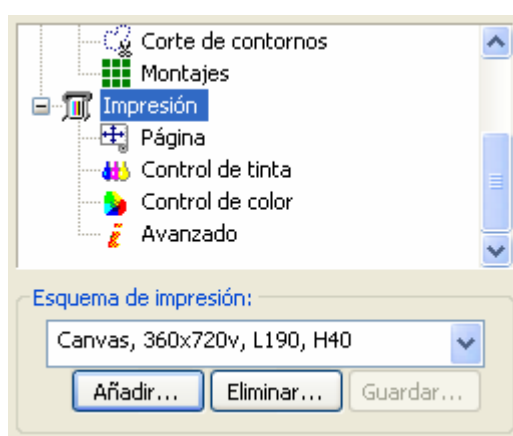 Corte de contornos
Montajes
Impresión
Página
Control de tinta
Control de color
Avanzado
Esquema de impresión:
Canvas, 360x720v, L190, H40
Añadir... Eliminar... Guardar...